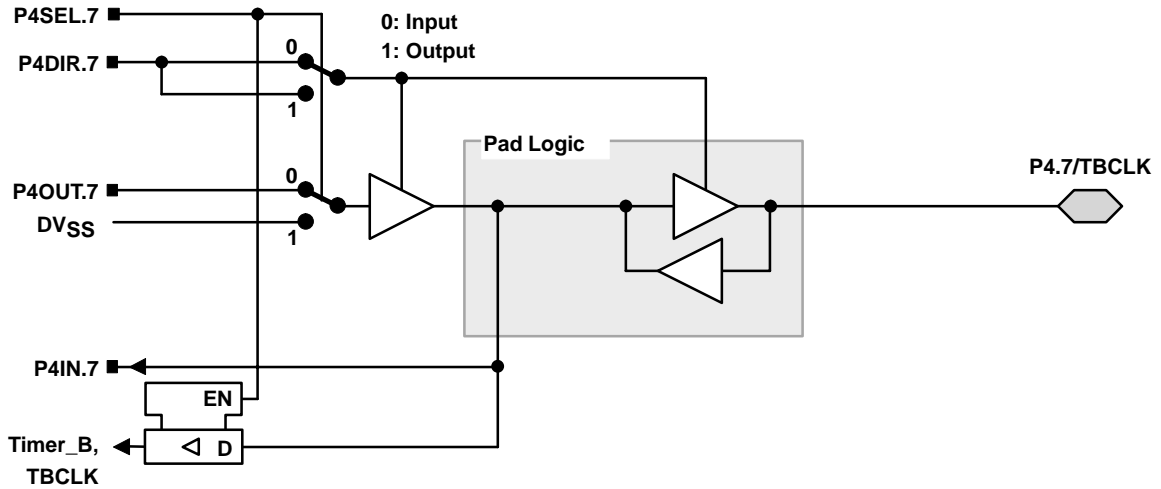 P4SEL.7
0: Input
1: Output
0
P4DIR.7
1
Pad Logic
P4.7/TBCLK
0
P4OUT.7
DVSS
1
P4IN.7
EN
Timer_B,
TBCLK
D